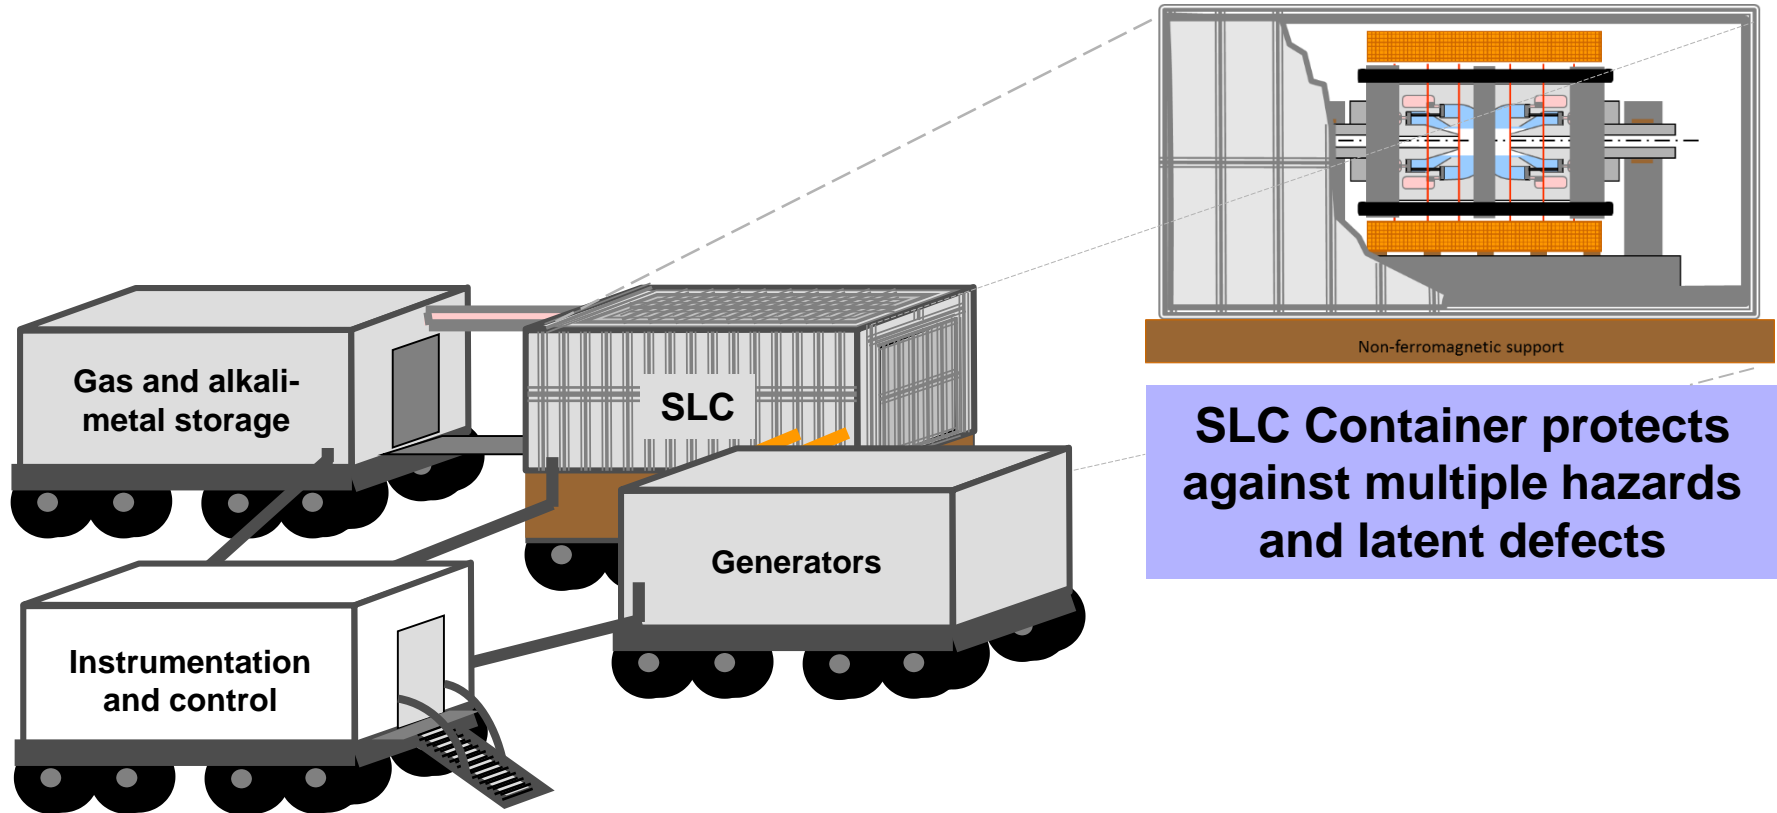 Non-ferromagnetic support
Gas and alkali-
metal storage
SLC
SLC Container protects
against multiple hazards
and latent defects
Generators
Instrumentation
and control